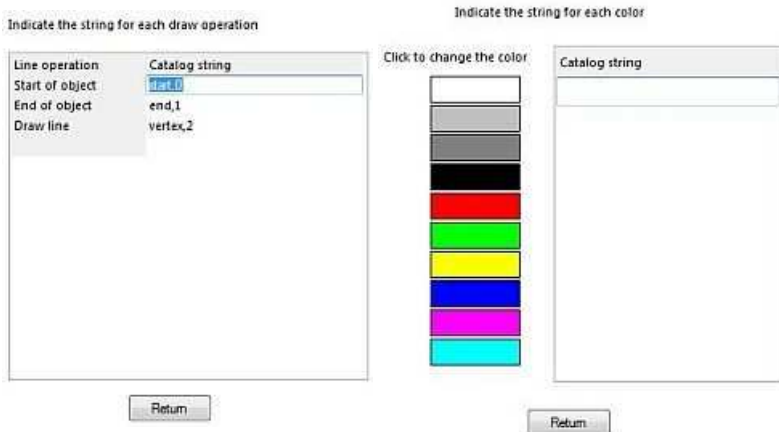 Indicate the string for each draw operation
Line operation Catalog string
Start of object start,0
End of object end,1
Draw line vertex,2
Return
Indicate the string for each color
Click to change the color
Catalog string
Return